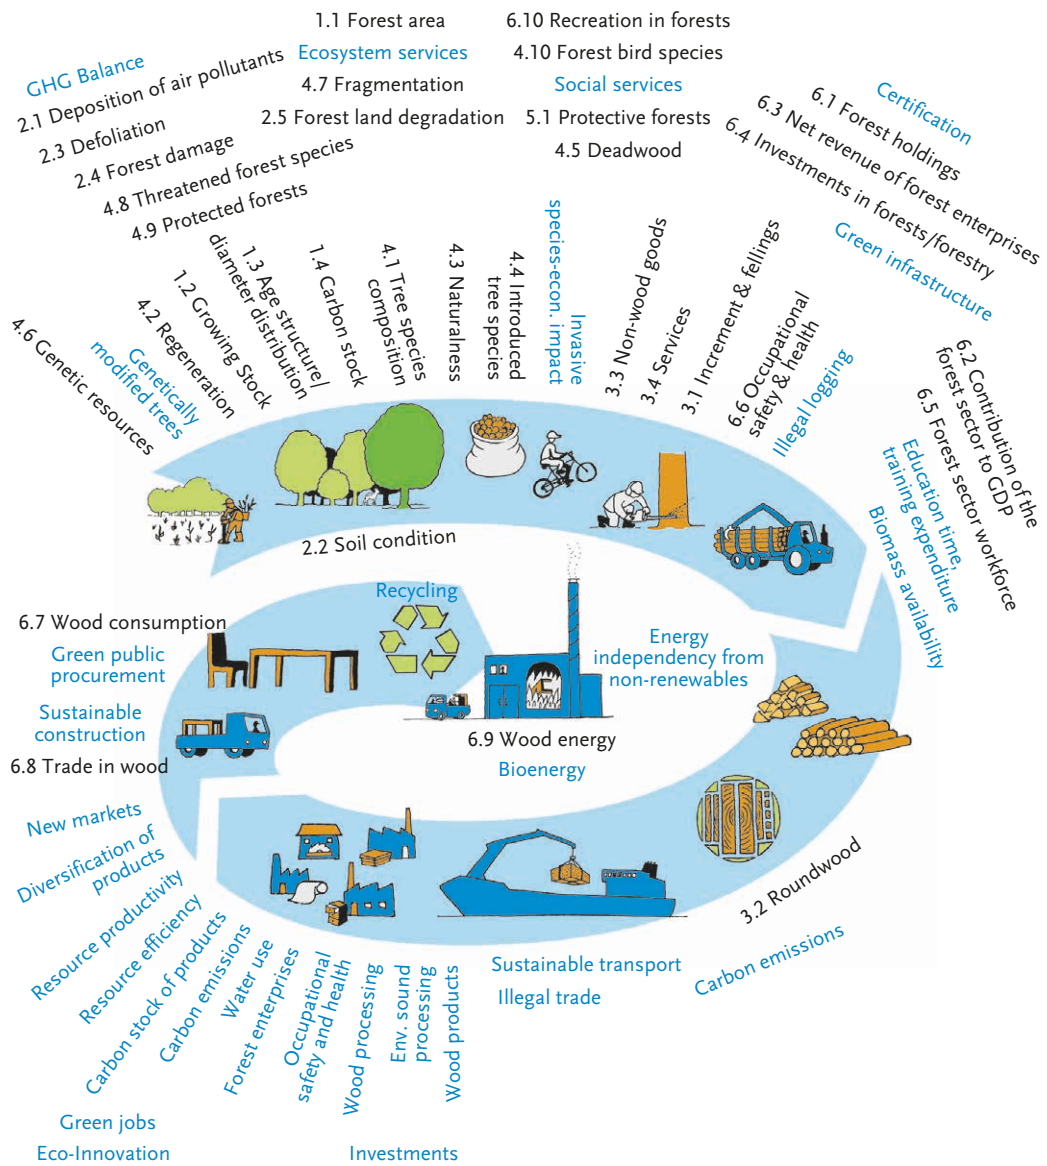 1.1 Forest area
Ecosystem services
4.7 Fragmentation
2.5 Forest land degradation
6.10 Recreation in forests
4.10 Forest bird species
Social services
5.1 Protective forests
4.5 Deadwood
GHG Balance
2.1 Deposition of air pollutants
2.3 Defoliation
2.4 Forest damage
4.8 Threatened forest species
4.9 Protected forests
Certification
6.1 Forest holdings
6.3 Net revenue of forest enterprises
6.4 Investments in forests/forestry
Green infrastructure
4.6 Genetic resources
Genetically
modified trees
4.2 Regeneration
1.2 Growing Stock
1.3 Age structure/
diameter distribution
1.4 Carbon stock
4.1 Tree species
composition
4.3 Naturalness
4.4 Introduced
tree species
Invasive
species-econ. impact
3.3 Non-wood goods
3.4 Services
3.1 Increment & fellings
6.6 Occupational
safety & health
Illegal logging
6.2 Contribution of the
forest sector to GDP
6.5 Forest sector workforce
Education time,
training expenditure
Biomass availability
2.2 Soil condition
Recycling
6.7 Wood consumption
Green public
procurement
Sustainable
construction
6.8 Trade in wood
Energy
independency from
non-renewables
6.9 Wood energy
Bioenergy
New markets
Diversification of
products
Resource productivity
Resource efficiency
Carbon stock of products
Carbon emissions
Water use
Forest enterprises
Occupational
safety and health
Wood processing
Env. sound
processing
Wood products
Sustainable transport
Illegal trade
Carbon emissions
3.2 Roundwood
Green jobs
Eco-Innovation
Investments